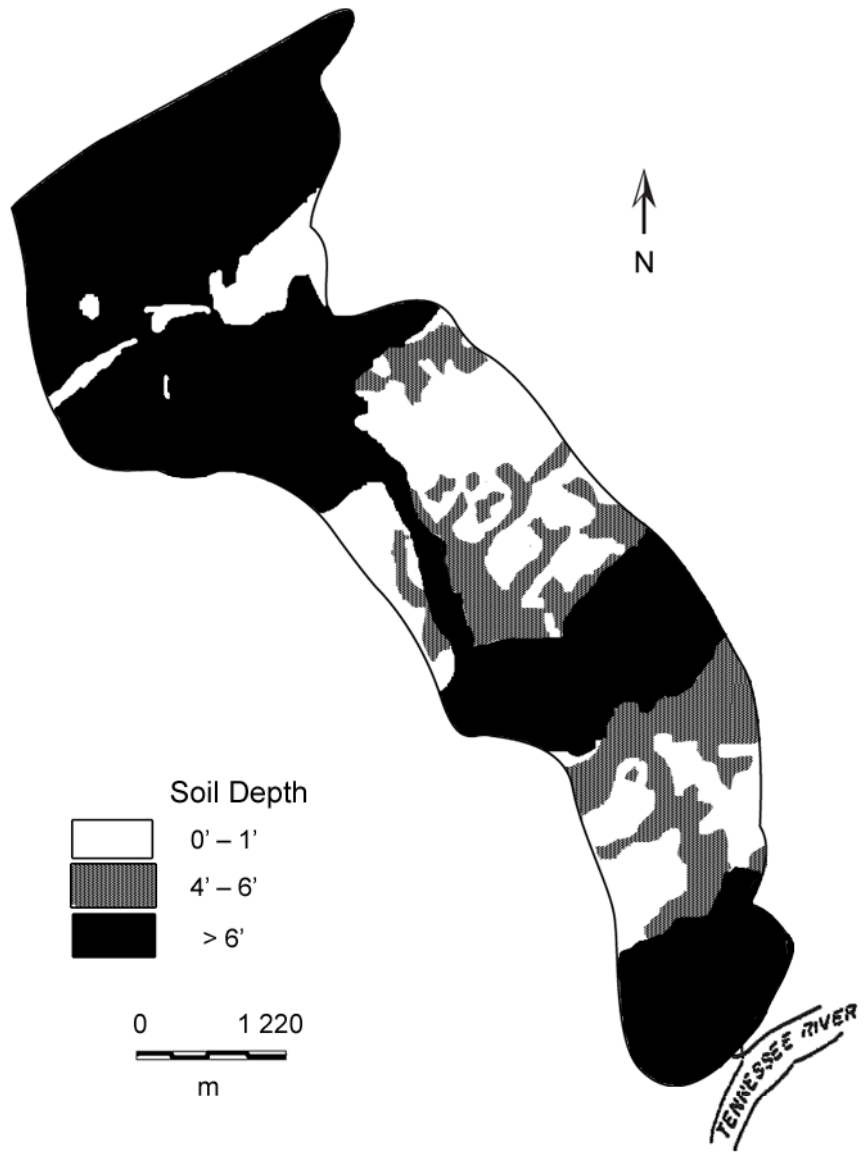 N
Soil Depth
0’ – 1’
4’ – 6’
> 6’
0 1 220
m
TENNESSEE RIVER